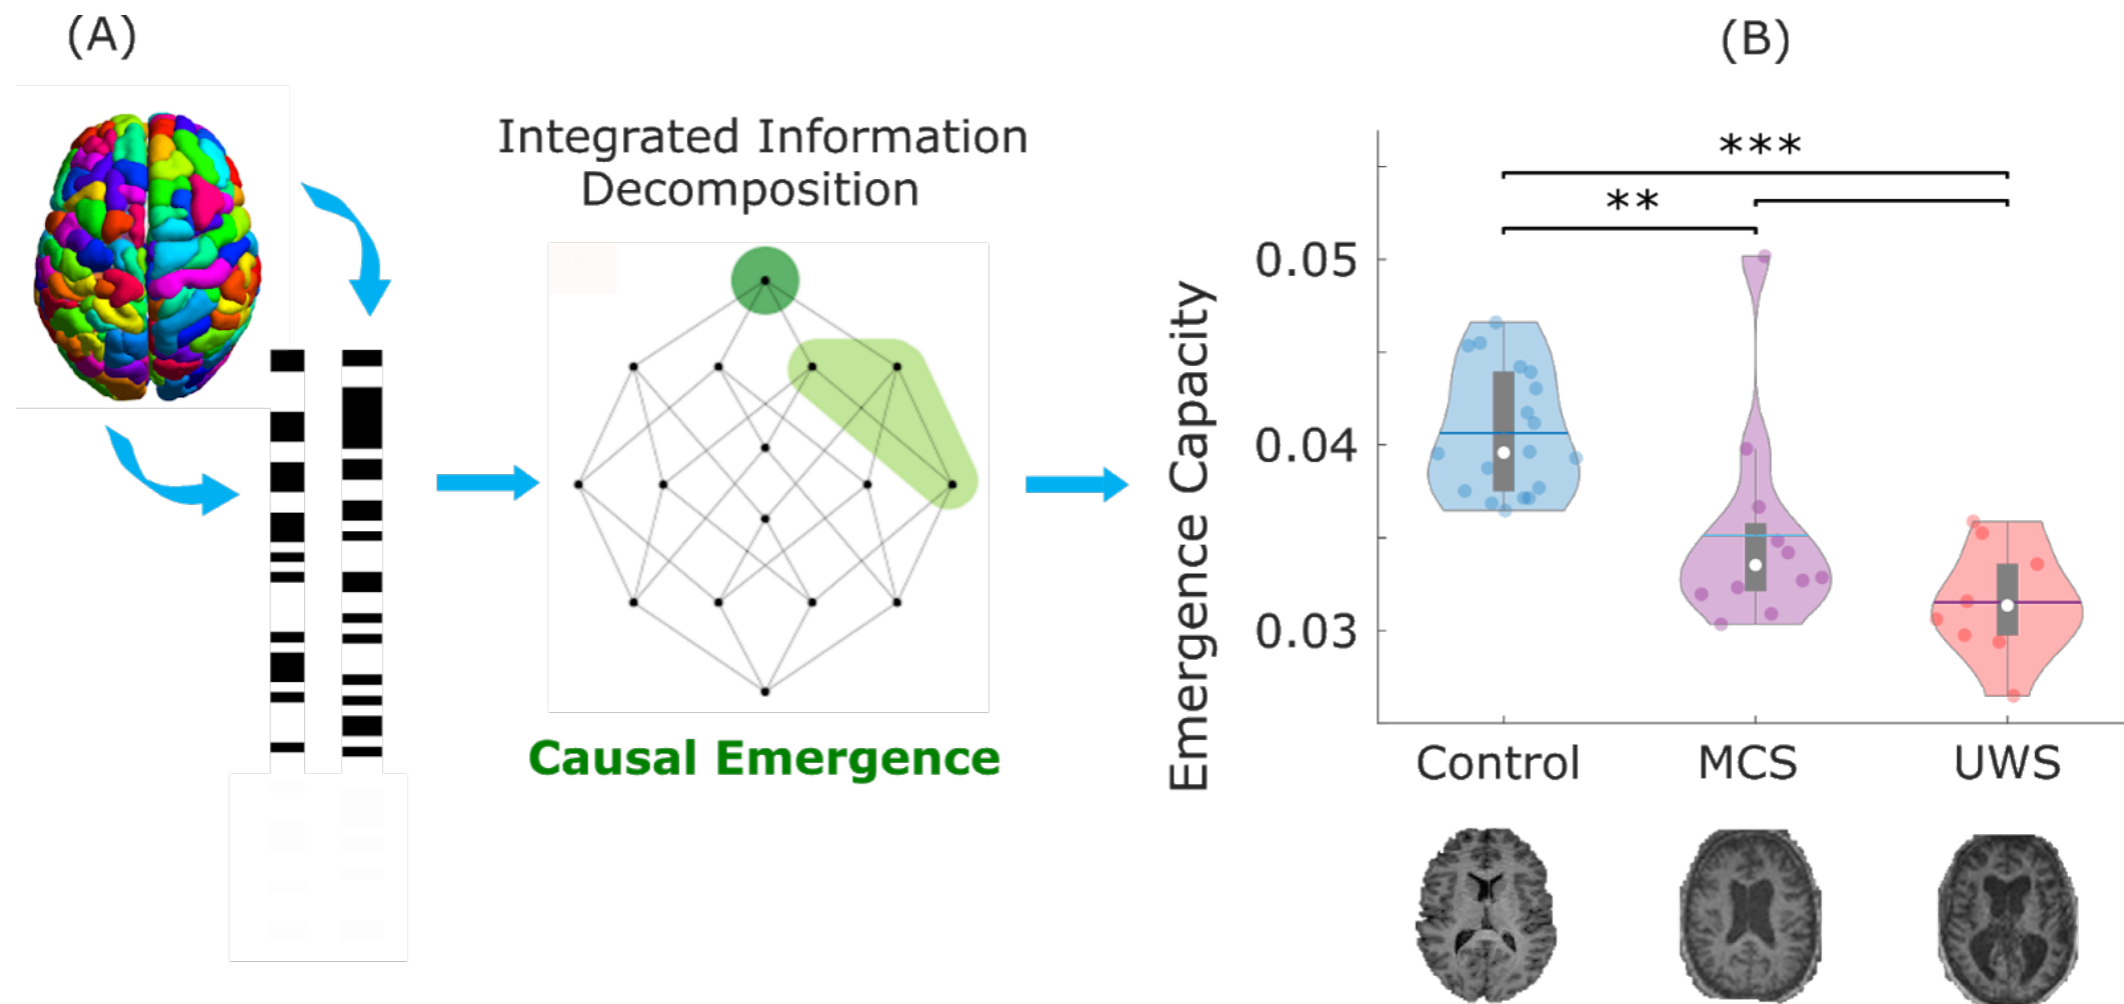 (A)
Integrated Information
Decomposition
Causal Emergence
(B)
***
**
Emergence Capacity
0.05
0.04
0.03
Control
MCS
UWS